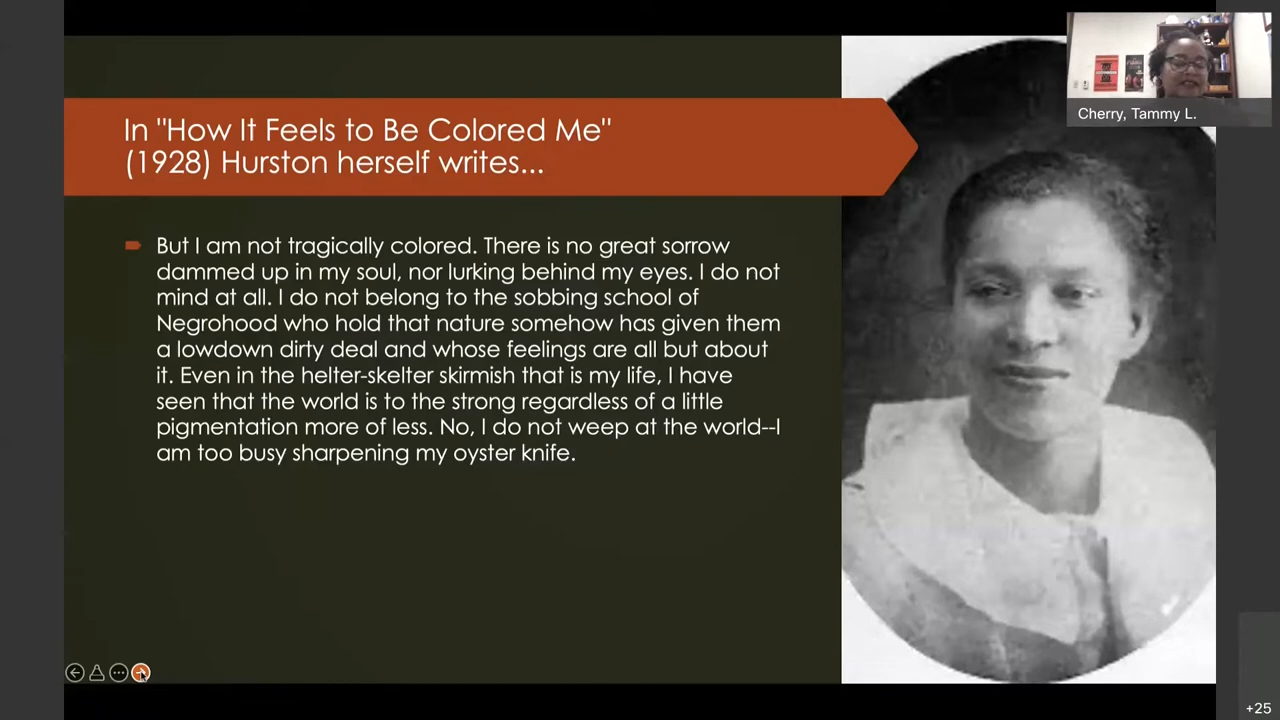 In "How It Feels to Be Colored Me"
(1928) Hurston herself writes...
Cherry, Tammy L.
But I am not tragically colored. There is no great sorrow
dammed up in my soul, nor lurking behind my eyes. I do not
mind at all. I do not belong to the sobbing school of
Negrohood who hold that nature somehow has given them
a lowdown dirty deal and whose feelings are all but about
it. Even in the helter-skelter skirmish that is my life, I have
seen that the world is to the strong regardless of a little
pigmentation more of less. No, I do not weep at the world--I
am too busy sharpening my oyster knife.
+25